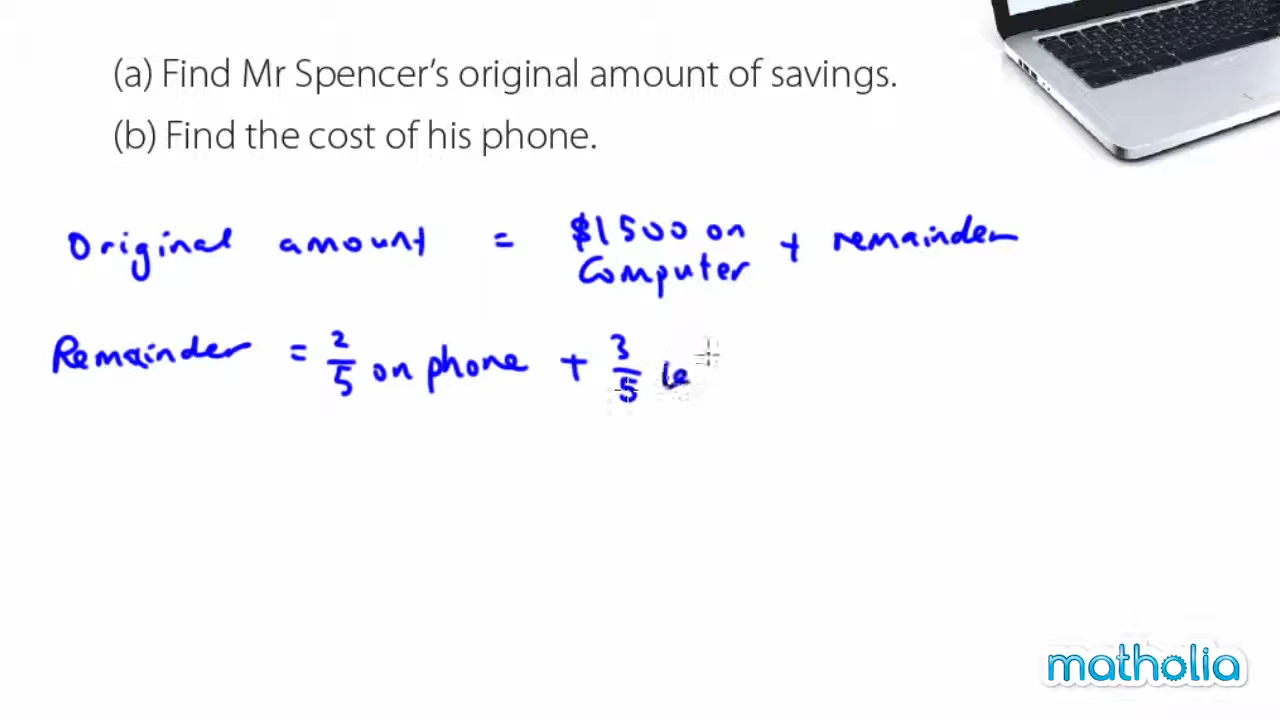 (a) Find Mr Spencer's original amount of savings.
(b) Find the cost of his phone.
Original amount = $1500 on computer + remainder
Remainder = 2/5 on phone + 3/5 le
matholia